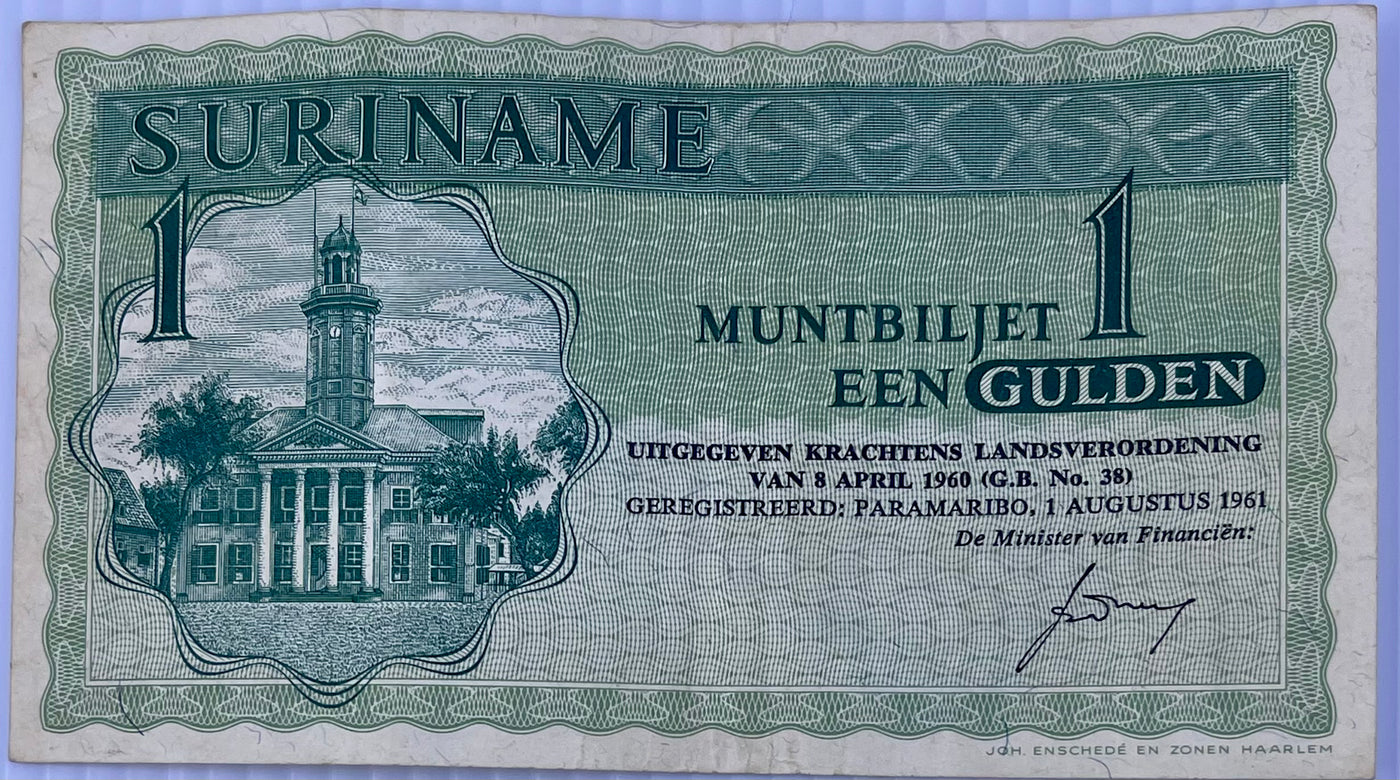 SURINAME
1
1
MUNTBILJET
EEN GULDEN
UITGEGEVEN KRACHTENS LANDSVERORDENING
VAN 8 APRIL 1960 (G.B. No. 38)
GEREGISTREERD: PARAMARIBO, 1 AUGUSTUS 1961
De Minister van Financiën:
JOH. ENSCHEDÉ EN ZONEN HAARLEM